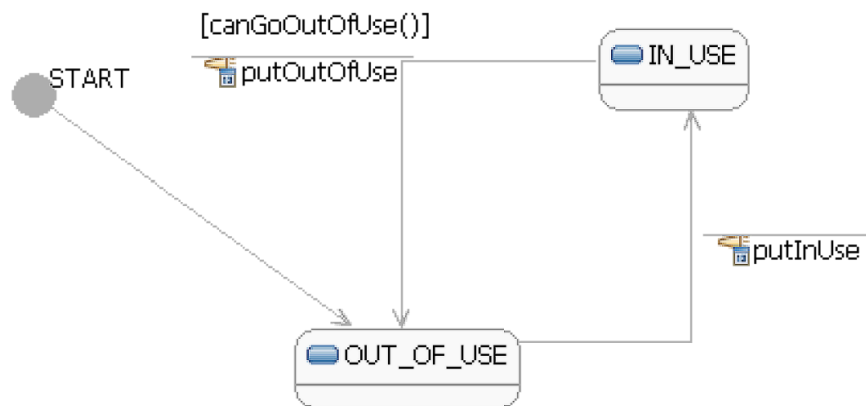 [canGoOutOfUse()]
putOutOfUse
IN_USE
START
putInUse
OUT_OF_USE